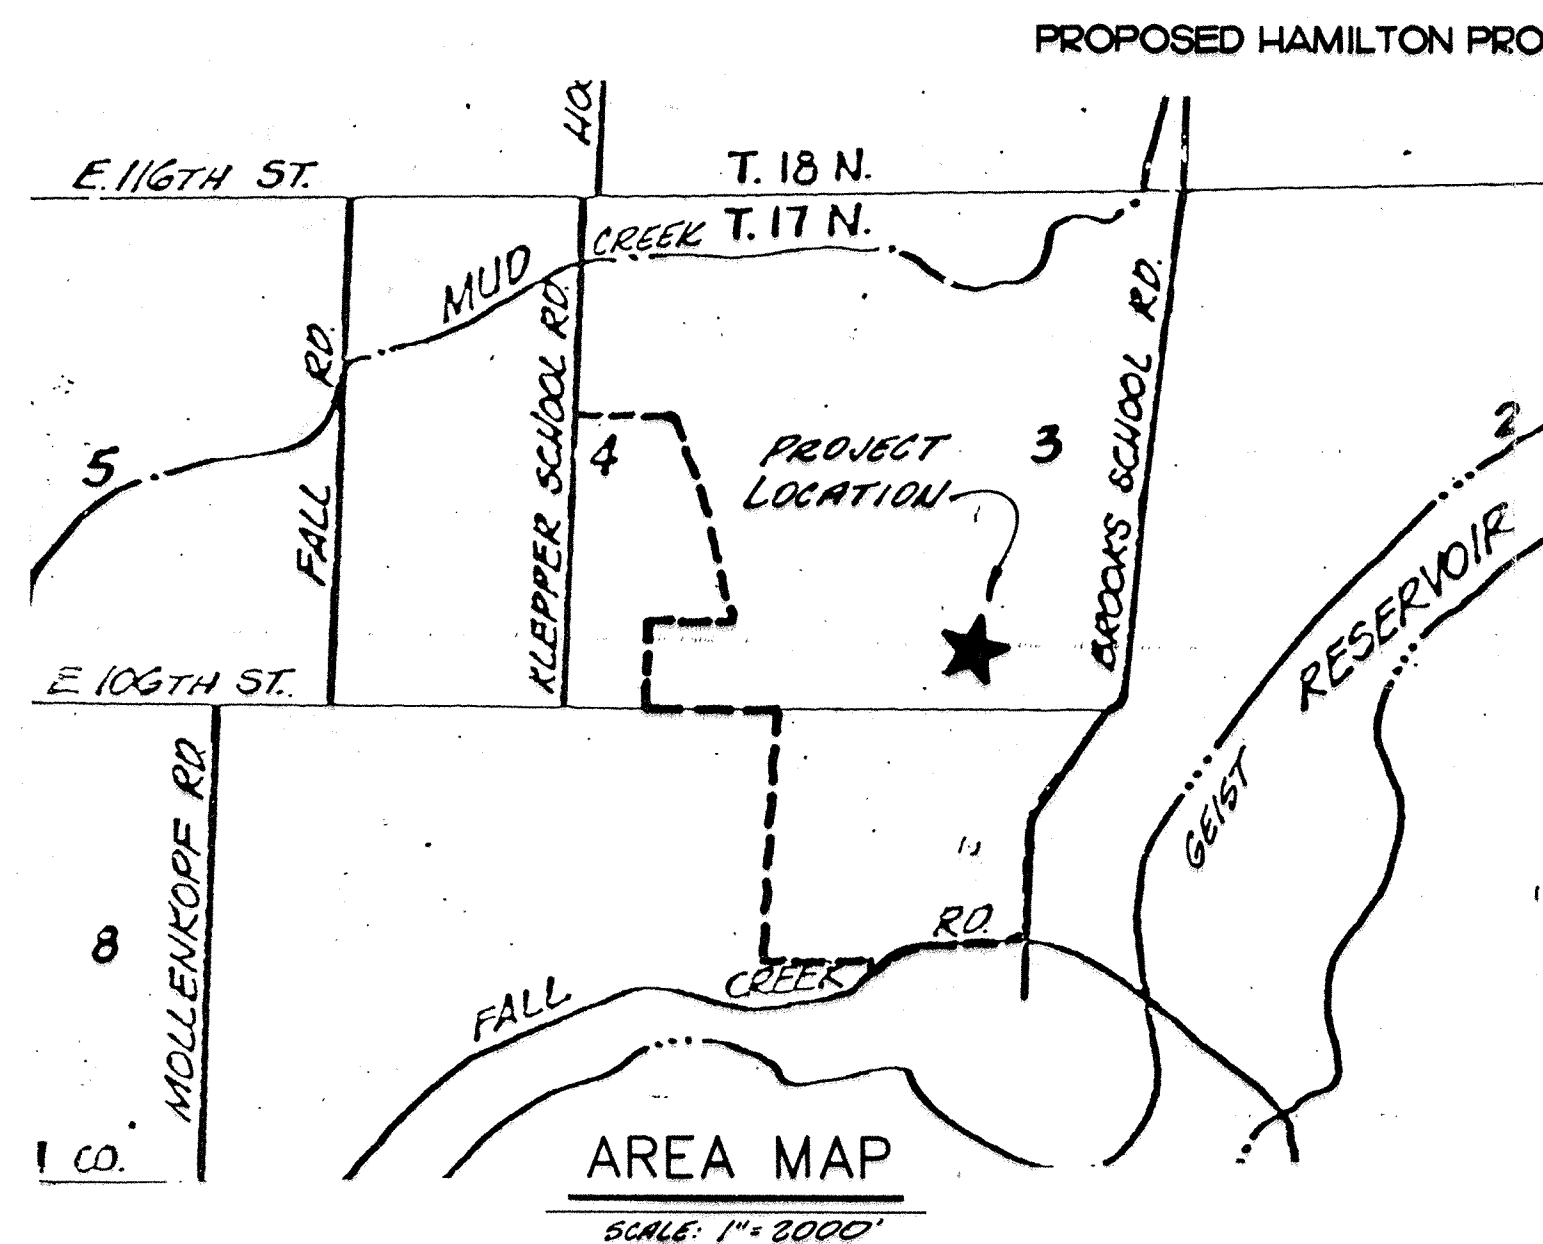 PROPOSED HAMILTON PRO
HO
E. 116TH ST.
T. 18 N.
T. 17 N.
MUD CREEK
FALL RD.
KLEPPER SCHOOL RD.
BROOKS SCHOOL RD.
5
4
3
2
PROJECT
LOCATION
GEIST RESERVOIR
E 106TH ST.
MOLLENKOPF RD
8
FALL CREEK RD.
CO.
AREA MAP
SCALE: 1"=2000'